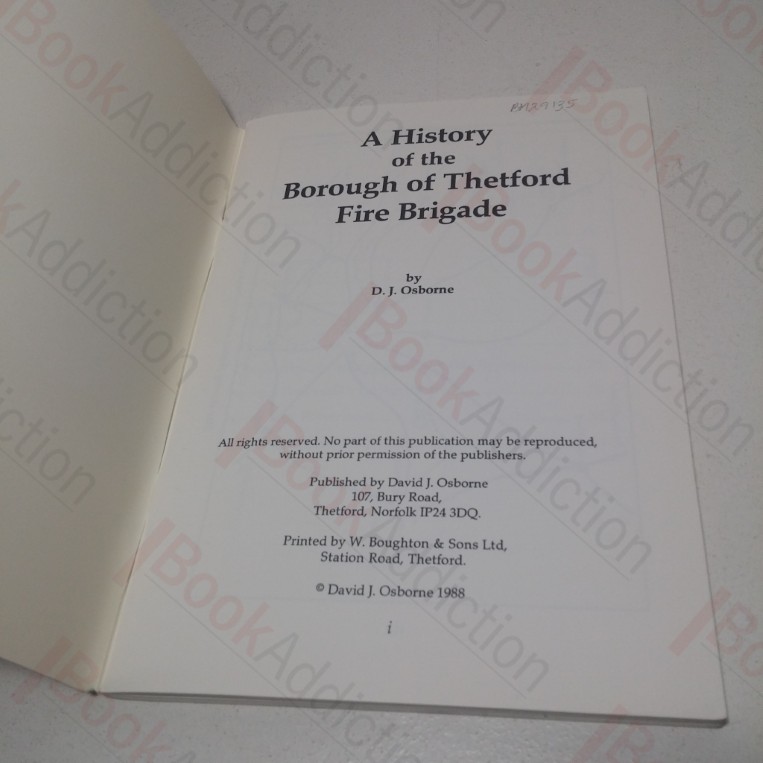 BM37135
A History
of the
Borough of Thetford
Fire Brigade
by
D. J. Osborne
All rights reserved. No part of this publication may be reproduced,
without prior permission of the publishers.
Published by David J. Osborne
107, Bury Road,
Thetford, Norfolk IP24 3DQ.
Printed by W. Boughton & Sons Ltd,
Station Road, Thetford.
© David J. Osborne 1988
i
BookAddiction